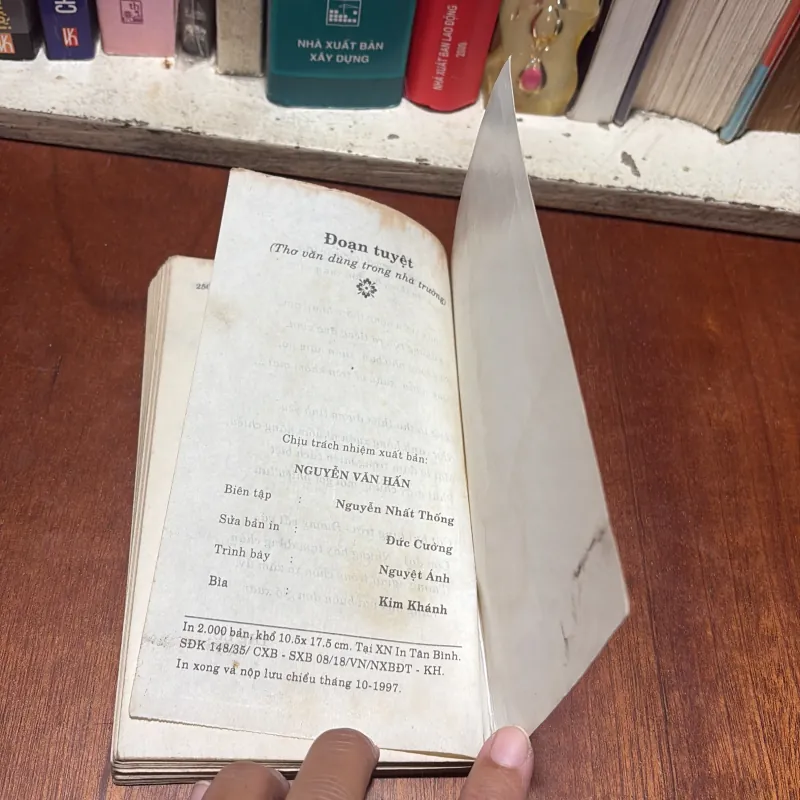 NHÀ XUẤT BẢN
XÂY DỰNG
NHÀ XUẤT BẢN LAO ĐỘNG
2006
Đoạn tuyệt
(Thơ văn dùng trong nhà trường)
Chịu trách nhiệm xuất bản:
NGUYỄN VĂN HẤN
Biên tập : Nguyễn Nhất Thống
Sửa bản in : Đức Cường
Trình bày : Nguyệt Ánh
Bìa : Kim Khánh
In 2.000 bản, khổ 10.5x 17.5 cm. Tại XN In Tân Bình.
SĐK 148/35/ CXB - SXB 08/18/VN/NXBĐT - KH.
In xong và nộp lưu chiểu tháng 10-1997.